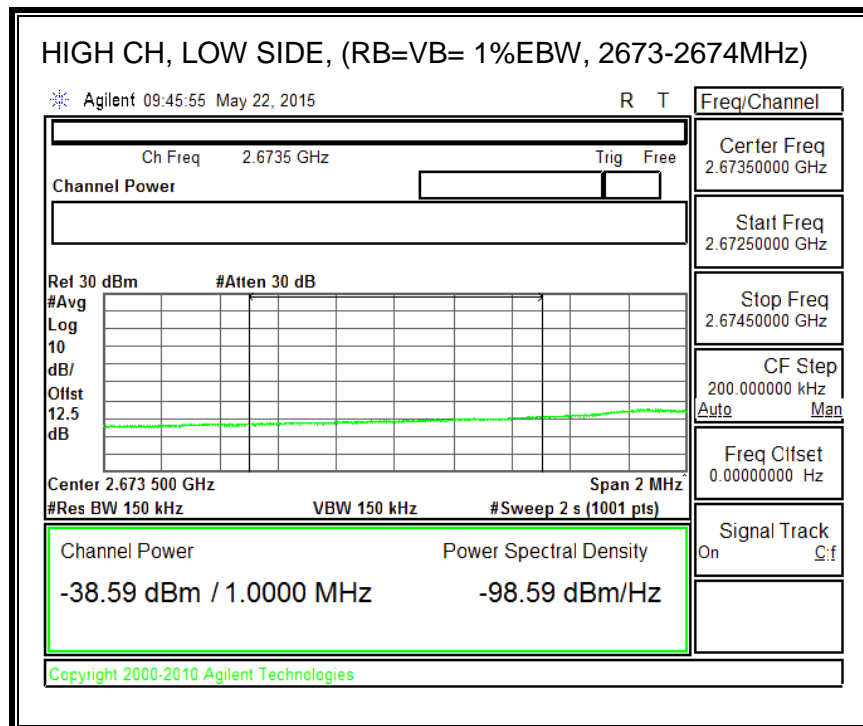 HIGH CH, LOW SIDE, (RB=VB= 1%EBW, 2673-2674MHz)
Agilent 09:45:55 May 22, 2015 R T
Freq/Channel
Ch Freq 2.6735 GHz Trig Free
Channel Power
Center Freq
2.67350000 GHz
Start Freq
2.67250000 GHz
Stop Freq
2.67450000 GHz
CF Step
200.000000 kHz
Auto Man
Freq Offset
0.00000000 Hz
Signal Track
On Off
Ref 30 dBm #Atten 30 dB
#Avg
Log
10
dB/
Offst
12.5
dB
Center 2.673 500 GHz Span 2 MHz
#Res BW 150 kHz VBW 150 kHz #Sweep 2 s (1001 pts)
Channel Power Power Spectral Density
-38.59 dBm / 1.0000 MHz -98.59 dBm/Hz
Copyright 2000-2010 Agilent Technologies